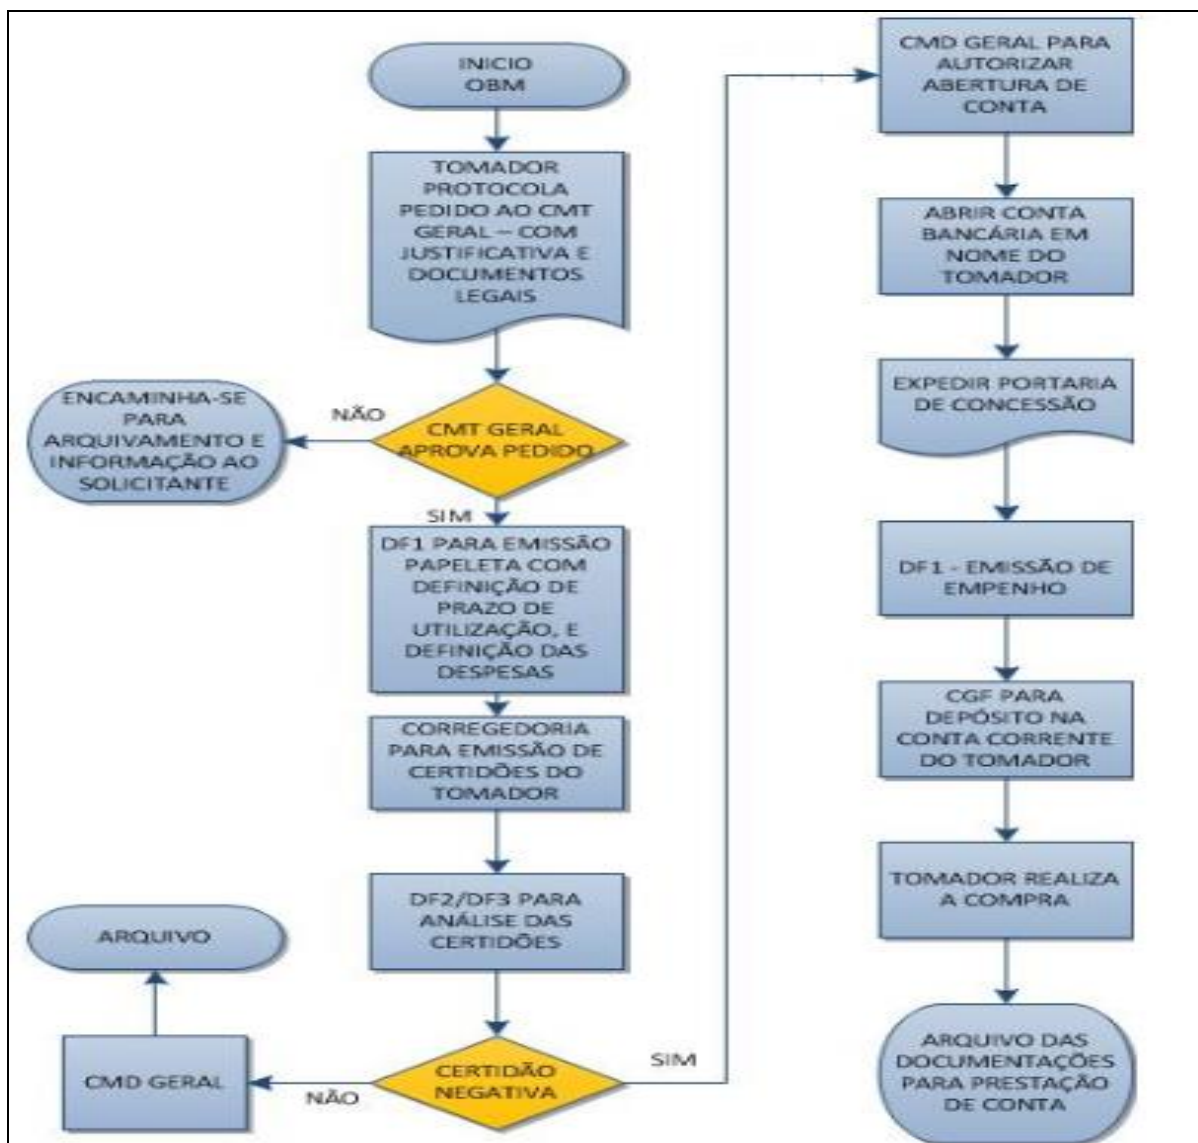 INICIO
OBM
TOMADOR
PROTOCOLA
PEDIDO AO CMT
GERAL – COM
JUSTIFICATIVA E
DOCUMENTOS
LEGAIS
CMT GERAL
APROVA PEDIDO
NÃO
ENCAMINHA-SE
PARA
ARQUIVAMENTO E
INFORMAÇÃO AO
SOLICITANTE
SIM
DF1 PARA EMISSÃO
PAPELETA COM
DEFINIÇÃO DE
PRAZO DE
UTILIZAÇÃO, E
DEFINIÇÃO DAS
DESPESAS
CORREGEDORIA
PARA EMISSÃO DE
CERTIDÕES DO
TOMADOR
DF2/DF3 PARA
ANÁLISE DAS
CERTIDÕES
CERTIDÃO
NEGATIVA
NÃO
CMD GERAL
ARQUIVO
SIM
CMD GERAL PARA
AUTORIZAR
ABERTURA DE
CONTA
ABRIR CONTA
BANCÁRIA EM
NOME DO
TOMADOR
EXPEDIR PORTARIA
DE CONCESSÃO
DF1 - EMISSÃO DE
EMPENHO
CGF PARA
DEPÓSITO NA
CONTA CORRENTE
DO TOMADOR
TOMADOR REALIZA
A COMPRA
ARQUIVO DAS
DOCUMENTAÇÕES
PARA PRESTAÇÃO
DE CONTA